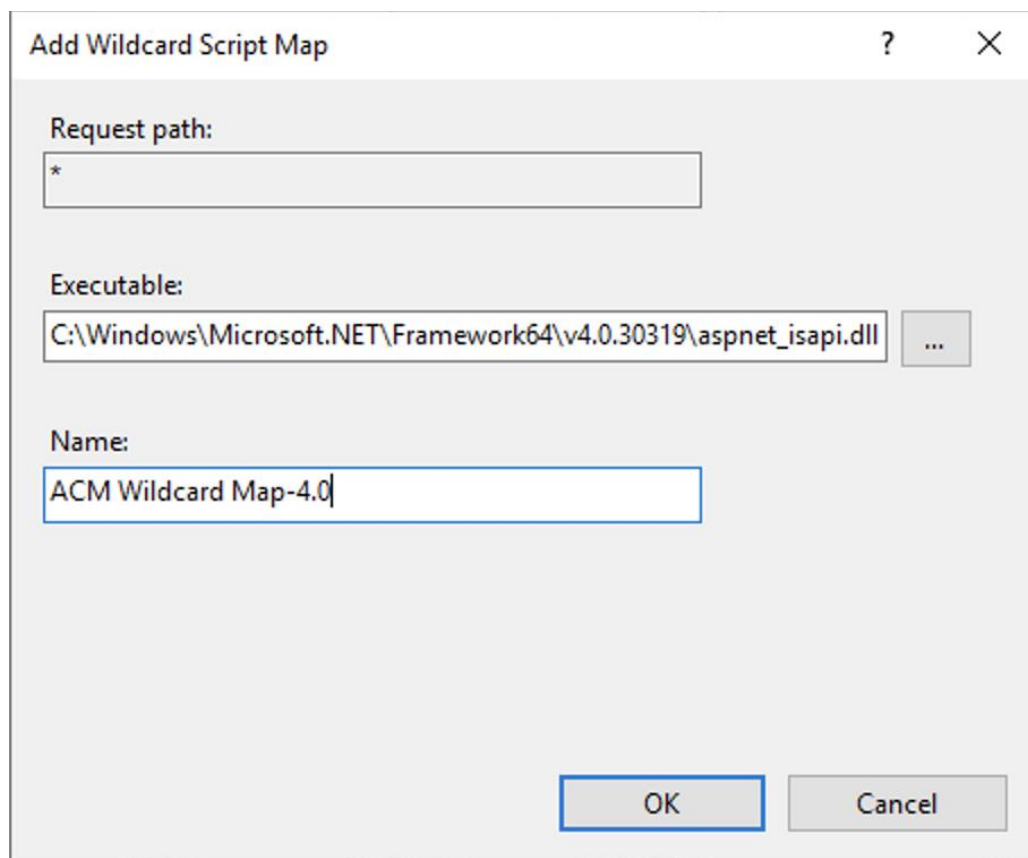 Add Wildcard Script Map
?
Request path:
*
Executable:
C:\Windows\Microsoft.NET\Framework64\v4.0.30319\aspnet_isapi.dll
...
Name:
ACM Wildcard Map-4.0
OK
Cancel